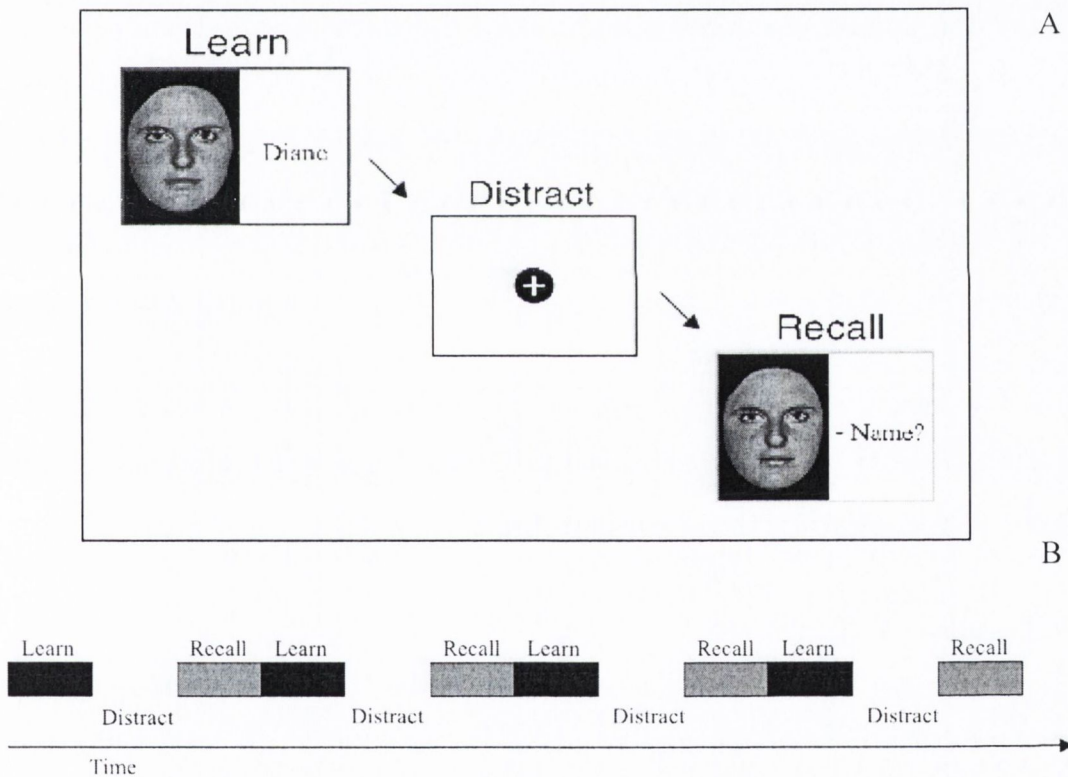 A
Learn
Diane
Distract
Recall
- Name?
B
Learn Recall Learn Recall Learn Recall Learn Recall
Distract Distract Distract Distract
Time